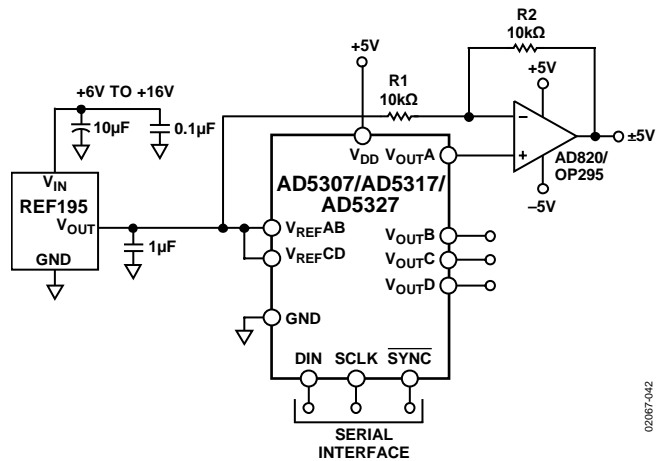 R2
10kΩ
+5V
R1
10kΩ
+5V
+6V TO +16V
10µF
0.1µF
−
+
±5V
AD820/
OP295
–5V
VDD
VOUTA
AD5307/AD5317/
AD5327
VIN
REF195
VOUT
GND
1µF
VREFAB
VREFCD
VOUTB
VOUTC
VOUTD
GND
DIN
SCLK
SYNC
SERIAL
INTERFACE
02067-042